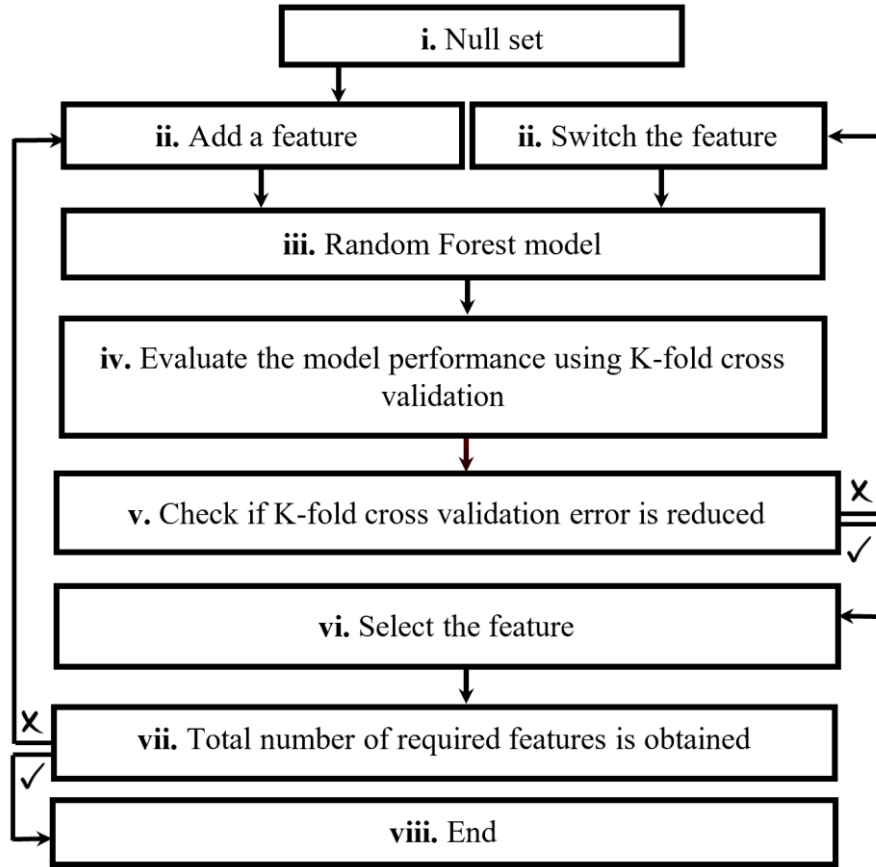 i. Null set
ii. Add a feature
ii. Switch the feature
iii. Random Forest model
iv. Evaluate the model performance using K-fold cross
validation
v. Check if K-fold cross validation error is reduced
✗
✓
vi. Select the feature
✗
vii. Total number of required features is obtained
✓
viii. End